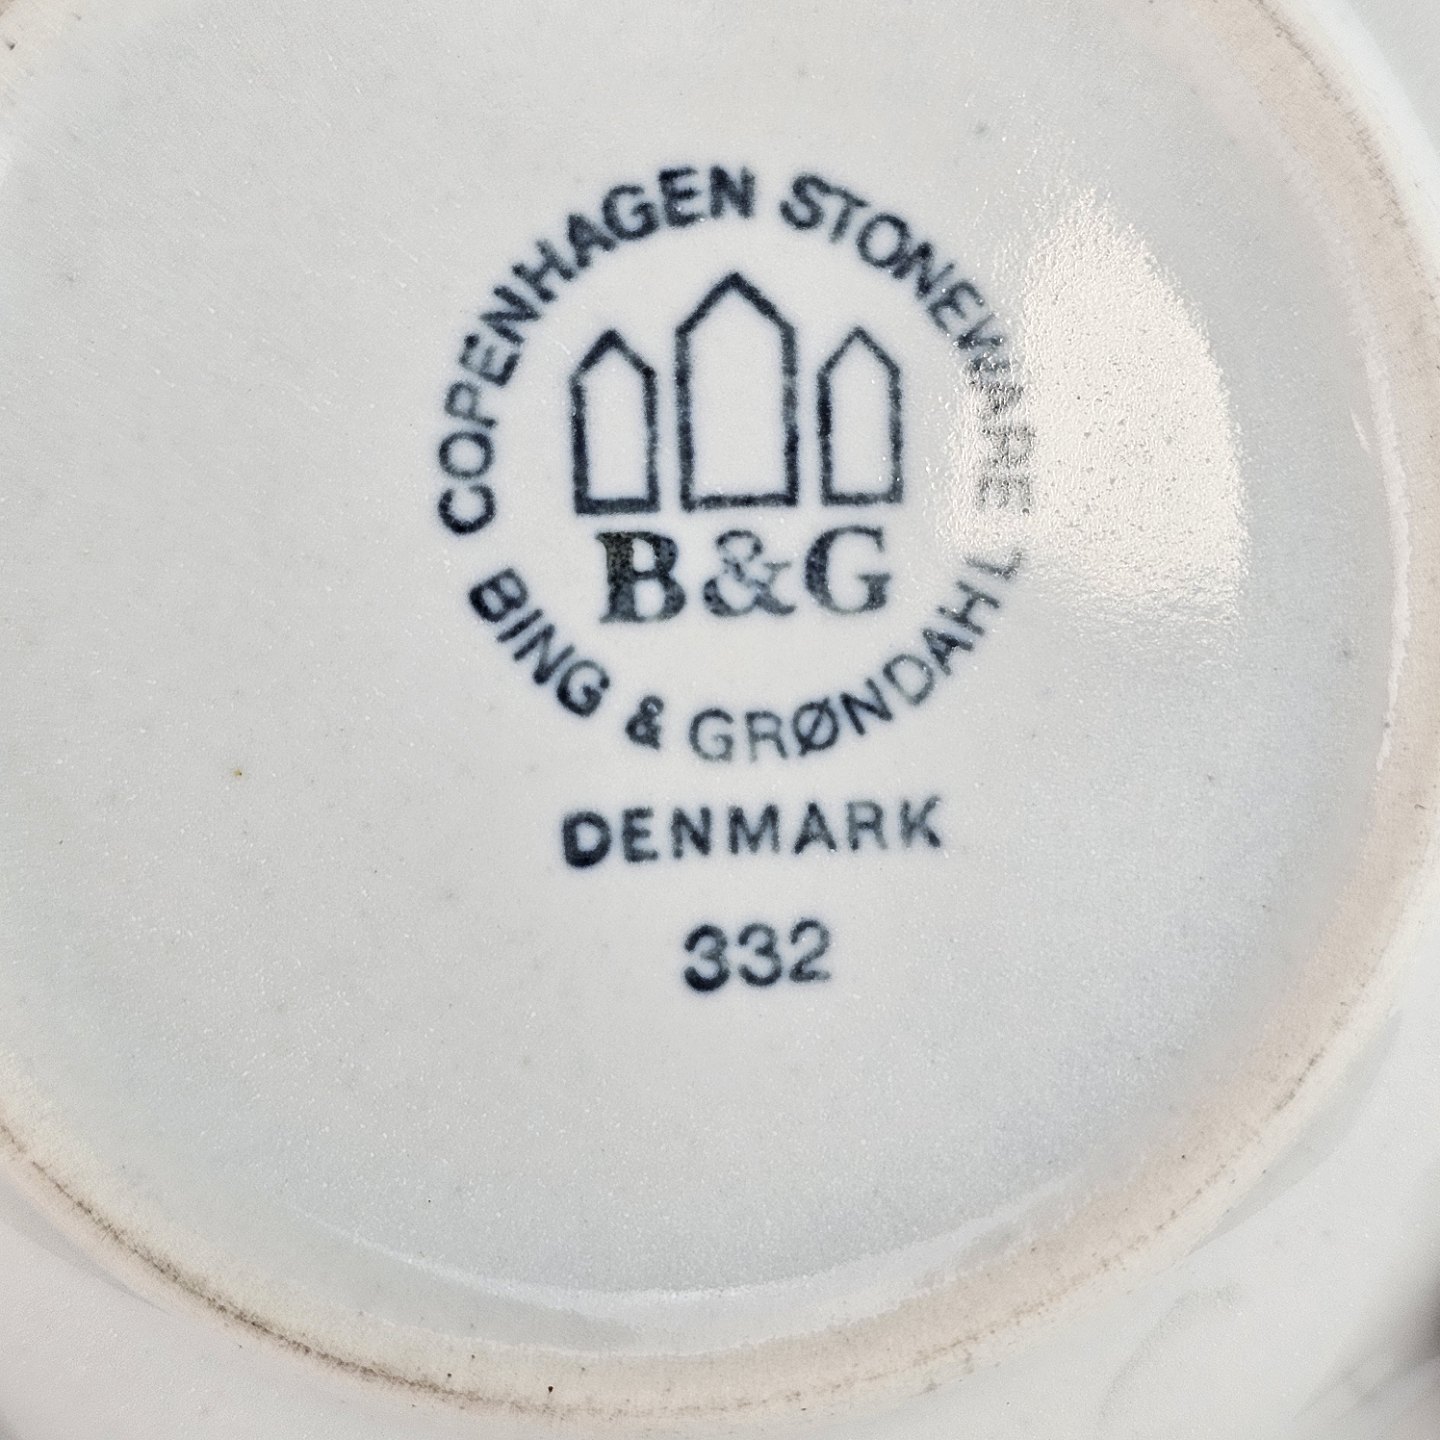 COPENHAGEN STONEWARE
B&G
BING & GRØNDAHL
DENMARK
332